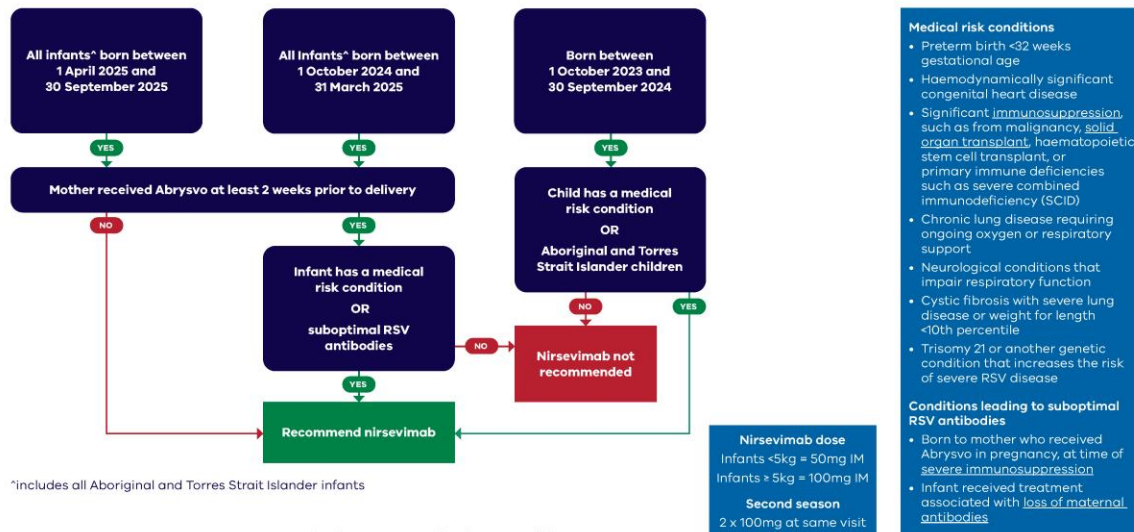 All infants^ born between
1 April 2025 and
30 September 2025
All Infants^ born between
1 October 2024 and
31 March 2025
Born between
1 October 2023 and
30 September 2024
YES
YES
YES
Mother received Abrysvo at least 2 weeks prior to delivery
NO
YES
Child has a medical
risk condition
OR
Aboriginal and Torres
Strait Islander children
Infant has a medical
risk condition
OR
suboptimal RSV
antibodies
NO
YES
NO
Nirsevimab not
recommended
YES
Recommend nirsevimab
^includes all Aboriginal and Torres Strait Islander infants
Nirsevimab dose
Infants <5kg = 50mg IM
Infants ≥ 5kg = 100mg IM
Second season
2 x 100mg at same visit
Medical risk conditions
• Preterm birth <32 weeks
gestational age
• Haemodynamically significant
congenital heart disease
• Significant immunosuppression,
such as from malignancy, solid
organ transplant, haematopoietic
stem cell transplant, or
primary immune deficiencies
such as severe combined
immunodeficiency (SCID)
• Chronic lung disease requiring
ongoing oxygen or respiratory
support
• Neurological conditions that
impair respiratory function
• Cystic fibrosis with severe lung
disease or weight for length
<10th percentile
• Trisomy 21 or another genetic
condition that increases the risk
of severe RSV disease
Conditions leading to suboptimal
RSV antibodies
• Born to mother who received
Abrysvo in pregnancy, at time of
severe immunosuppression
• Infant received treatment
associated with loss of maternal
antibodies